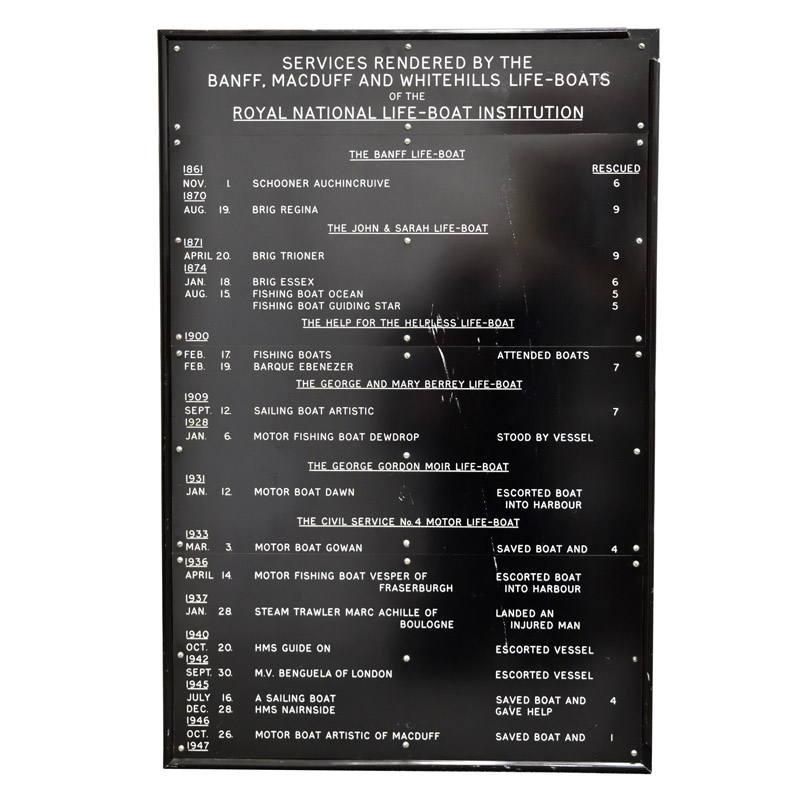 SERVICES RENDERED BY THE
BANFF, MACDUFF AND WHITEHILLS LIFE-BOATS
OF THE
ROYAL NATIONAL LIFE-BOAT INSTITUTION
THE BANFF LIFE-BOAT
1861 RESCUED
NOV. 1. SCHOONER AUCHINCRUIVE 6
1870
AUG. 19. BRIG REGINA 9
THE JOHN & SARAH LIFE-BOAT
1871
APRIL 20. BRIG TRIONER 9
1874
JAN. 18. BRIG ESSEX 6
AUG. 15. FISHING BOAT OCEAN 5
FISHING BOAT GUIDING STAR 5
THE HELP FOR THE HELPLESS LIFE-BOAT
1900
FEB. 17. FISHING BOATS ATTENDED BOATS
FEB. 19. BARQUE EBENEZER 7
THE GEORGE AND MARY BERREY LIFE-BOAT
1909
SEPT. 12. SAILING BOAT ARTISTIC 7
1928
JAN. 6. MOTOR FISHING BOAT DEWDROP STOOD BY VESSEL
THE GEORGE GORDON MOIR LIFE-BOAT
1931
JAN. 12. MOTOR BOAT DAWN ESCORTED BOAT
INTO HARBOUR
THE CIVIL SERVICE No. 4 MOTOR LIFE-BOAT
1933
MAR. 3. MOTOR BOAT GOWAN SAVED BOAT AND 4
1936
APRIL 14. MOTOR FISHING BOAT VESPER OF ESCORTED BOAT
FRASERBURGH INTO HARBOUR
1937
JAN. 28. STEAM TRAWLER MARC ACHILLE OF LANDED AN
BOULOGNE INJURED MAN
1940
OCT. 20. HMS GUIDE ON ESCORTED VESSEL
1942
SEPT. 30. M.V. BENGUELA OF LONDON ESCORTED VESSEL
1945
JULY 16. A SAILING BOAT SAVED BOAT AND 4
DEC. 28. HMS NAIRNSIDE GAVE HELP
1946
OCT. 26. MOTOR BOAT ARTISTIC OF MACDUFF SAVED BOAT AND 1
1947